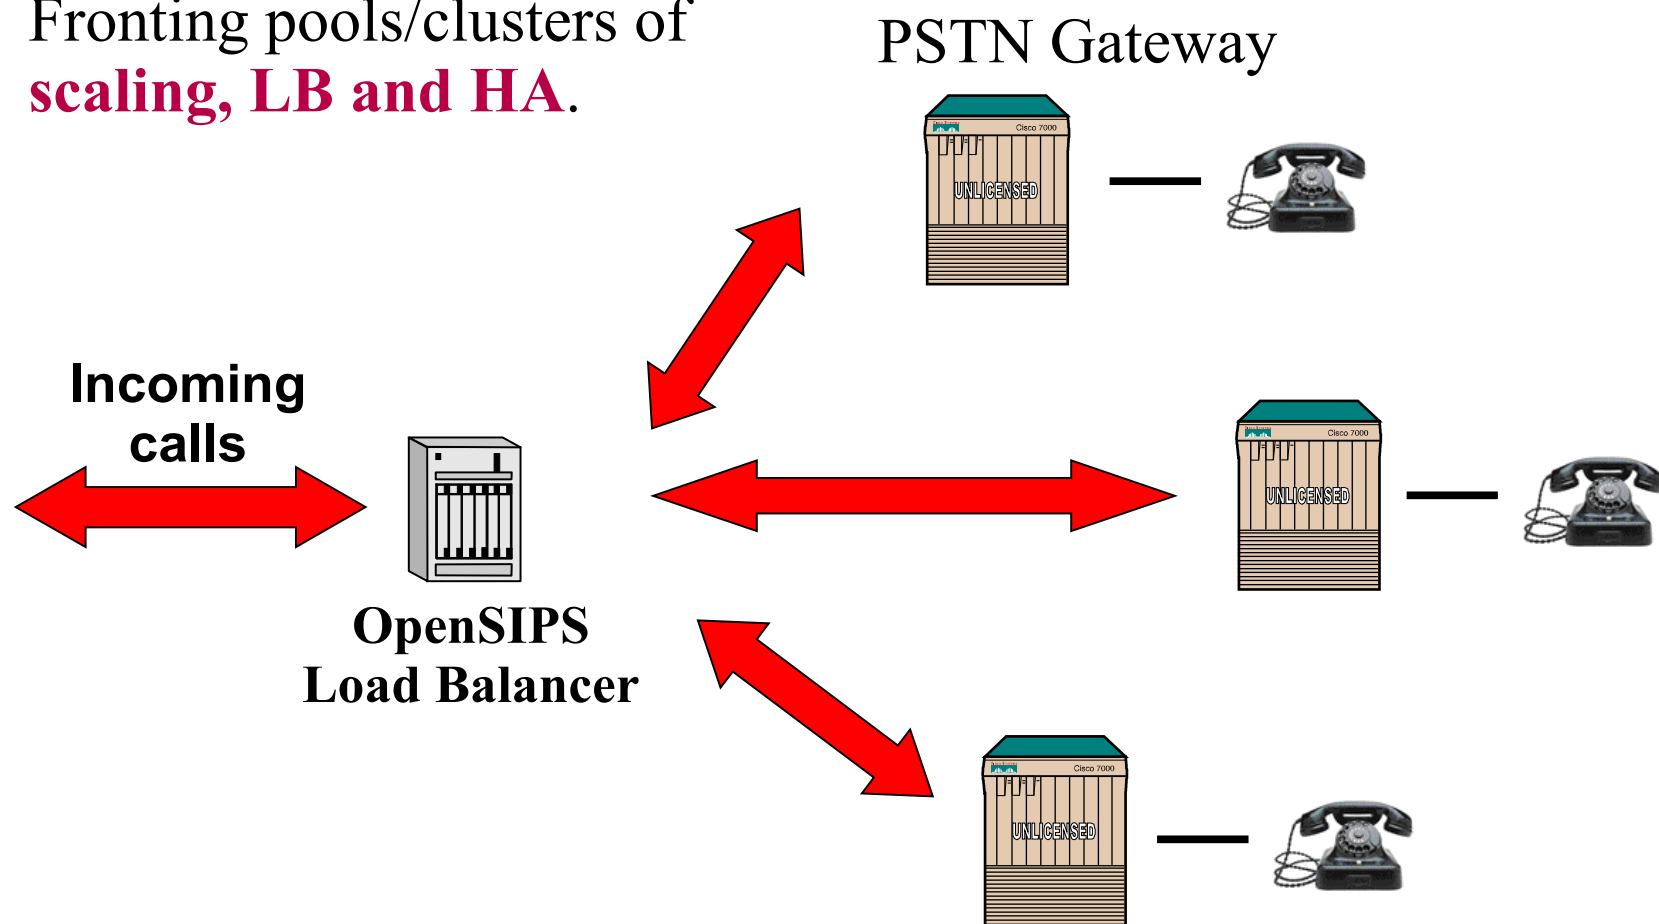 Fronting pools/clusters of
scaling, LB and HA.
PSTN Gateway
Cisco 7000
UNLICENSED
Incoming
calls
Cisco 7000
UNLICENSED
OpenSIPS
Load Balancer
Cisco 7000
UNLICENSED